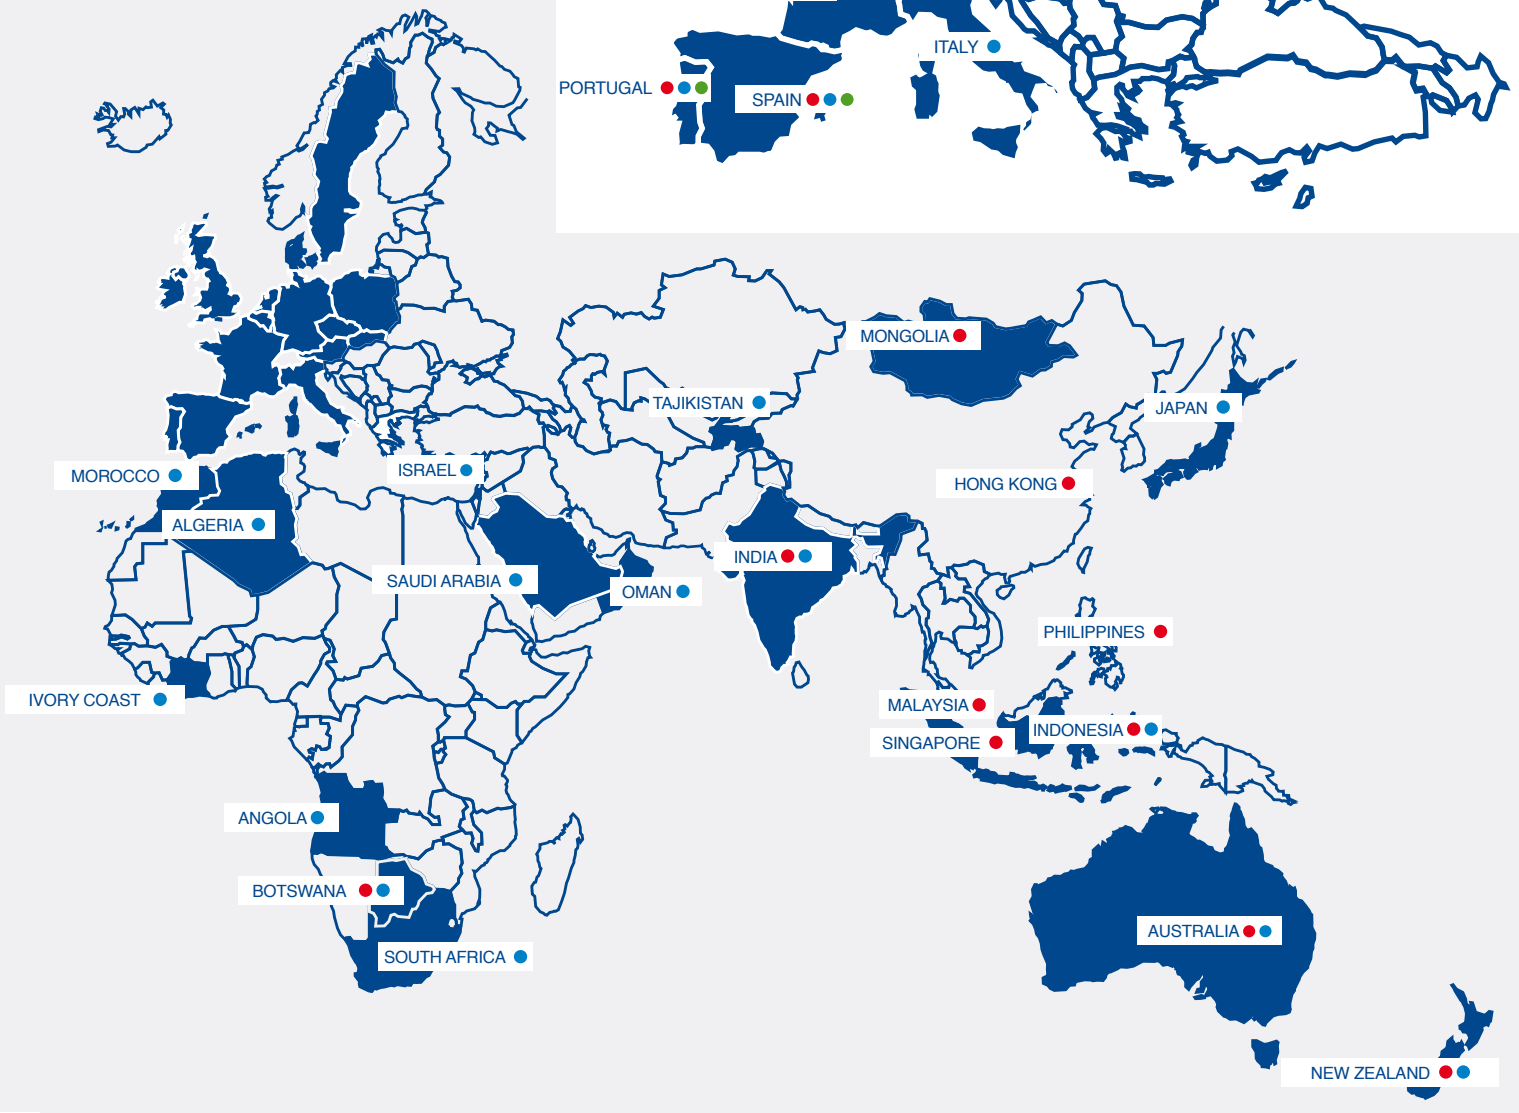 ITALY
PORTUGAL
SPAIN
MONGOLIA
TAJIKISTAN
JAPAN
MOROCCO
ISRAEL
HONG KONG
ALGERIA
INDIA
SAUDI ARABIA
OMAN
PHILIPPINES
IVORY COAST
MALAYSIA
INDONESIA
SINGAPORE
ANGOLA
BOTSWANA
AUSTRALIA
SOUTH AFRICA
NEW ZEALAND